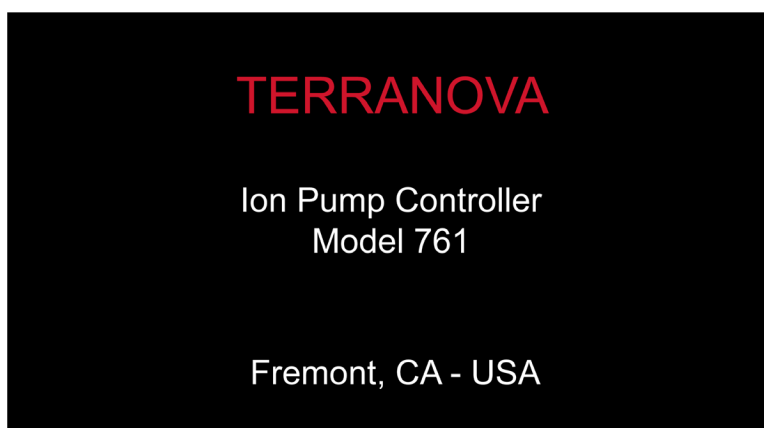 TERRANOVA
Ion Pump Controller
Model 761
Fremont, CA - USA